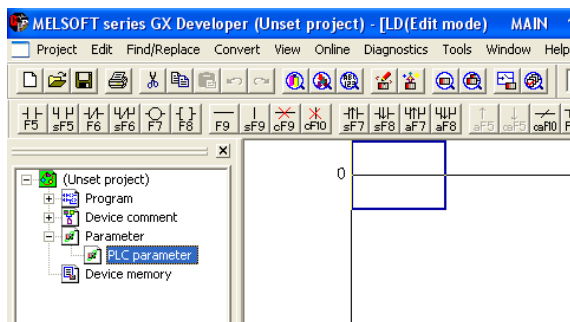 MELSOFT series GX Developer (Unset project) - [LD(Edit mode) MAIN
Project Edit Find/Replace Convert View Online Diagnostics Tools Window Help
F5 sF5 F6 sF6 F7 F8 F9 sF9 cF9 cF10 sF7 sF8 aF7 aF8 aF5 caF5 caF10
0
(Unset project)
Program
Device comment
Parameter
PLC parameter
Device memory